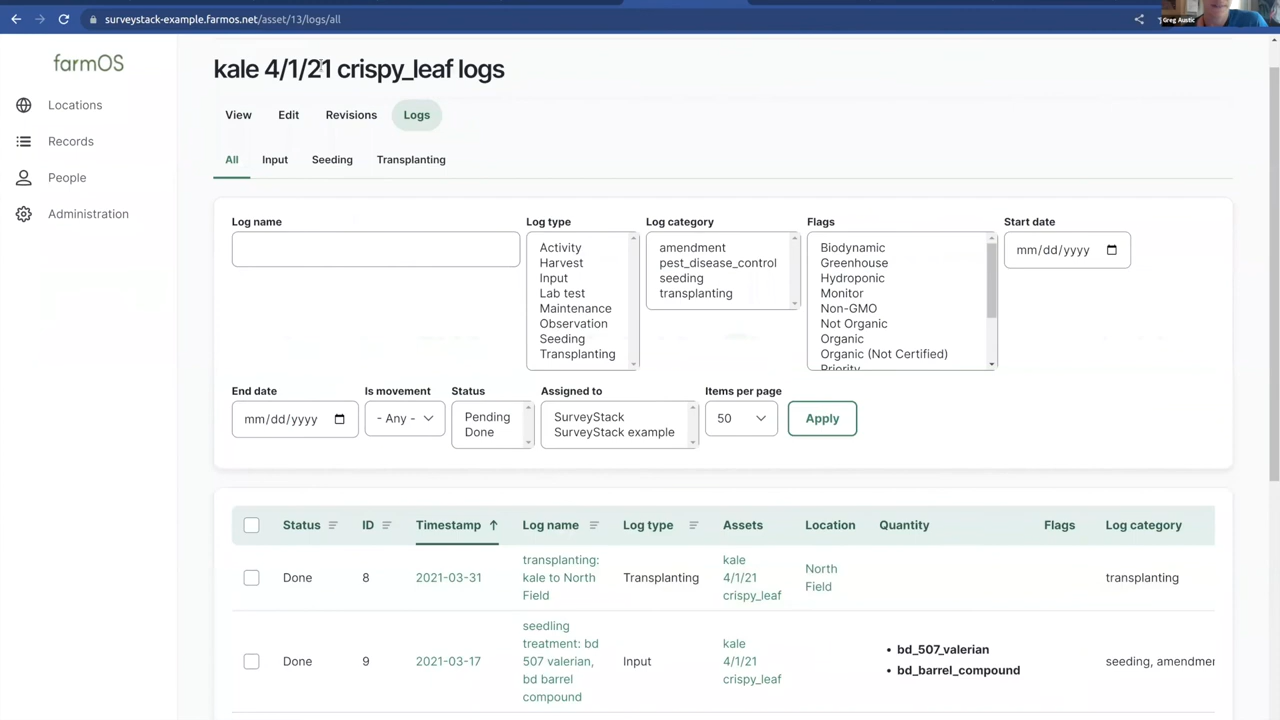 surveystack-example.farmos.net/asset/13/logs/all
Greg Austic
farmOS
Locations
Records
People
Administration
kale 4/1/21 crispy_leaf logs
View Edit Revisions Logs
All Input Seeding Transplanting
Log name
Log type
Activity
Harvest
Input
Lab test
Maintenance
Observation
Seeding
Transplanting
Log category
amendment
pest_disease_control
seeding
transplanting
Flags
Biodynamic
Greenhouse
Hydroponic
Monitor
Non-GMO
Not Organic
Organic
Organic (Not Certified)
Priority
Start date
mm/dd/yyyy
End date
mm/dd/yyyy
Is movement
- Any -
Status
Pending
Done
Assigned to
SurveyStack
SurveyStack example
Items per page
50
Apply
Status ID Timestamp Log name Log type Assets Location Quantity Flags Log category
Done
8
2021-03-31
transplanting:
kale to North
Field
Transplanting
kale
4/1/21
crispy_leaf
North
Field
transplanting
Done
9
2021-03-17
seedling
treatment: bd
507 valerian,
bd barrel
compound
Input
kale
4/1/21
crispy_leaf
• bd_507_valerian
• bd_barrel_compound
seeding, amendmen